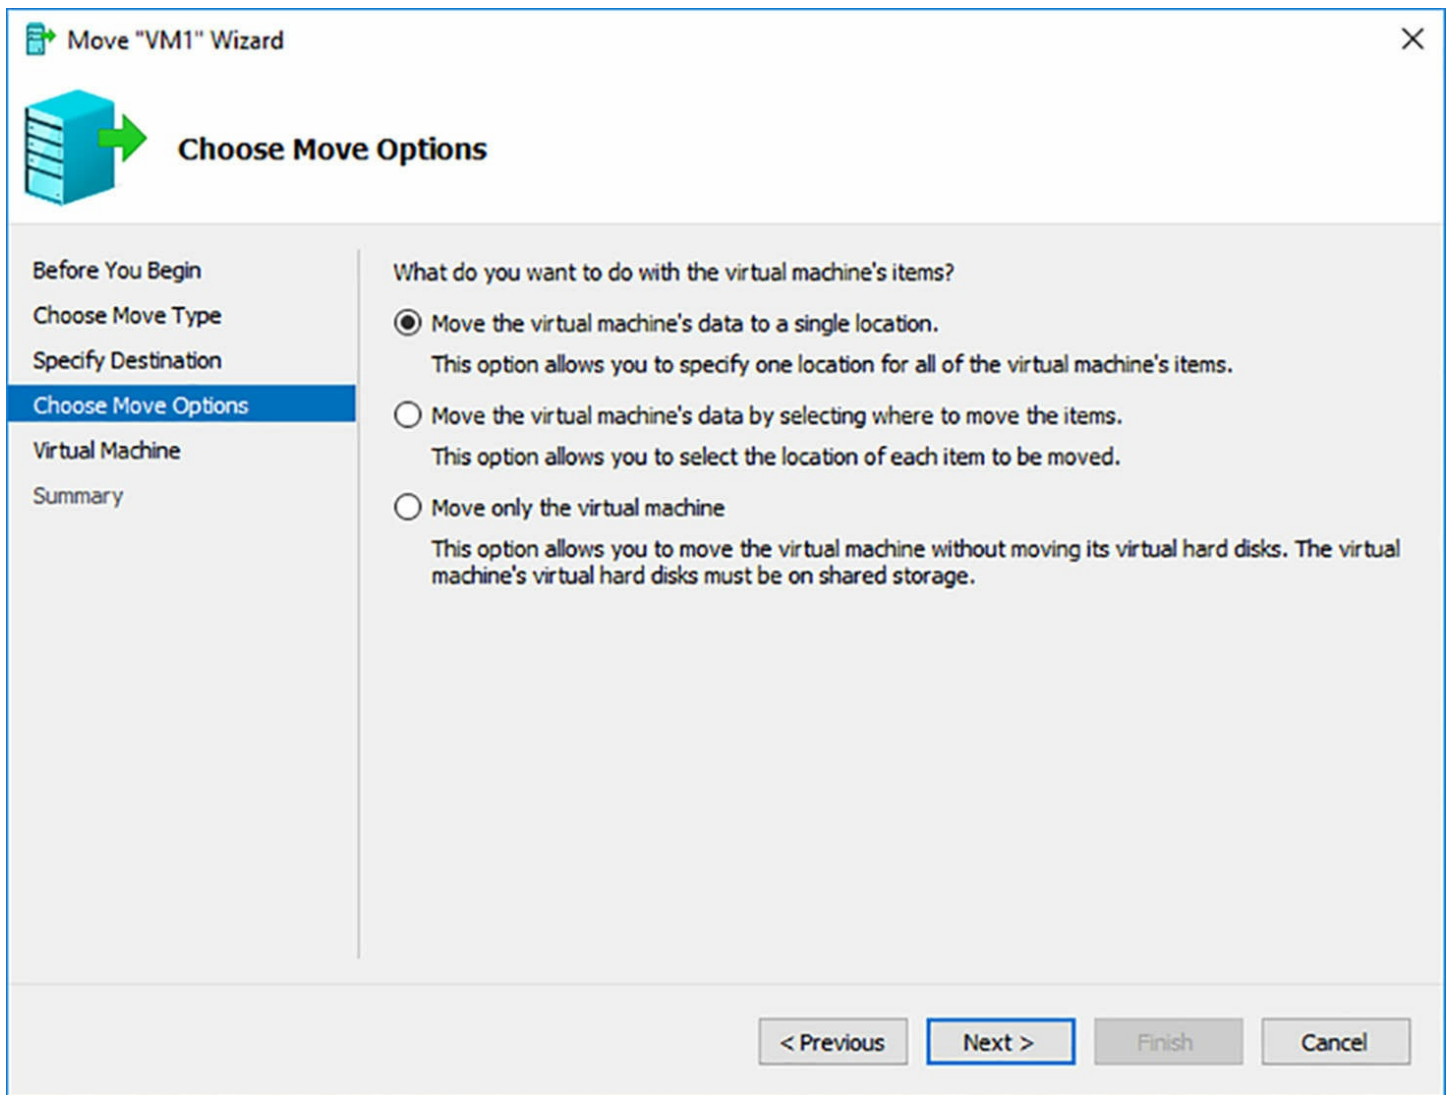 Move "VM1" Wizard
Choose Move Options
Before You Begin
Choose Move Type
Specify Destination
Choose Move Options
Virtual Machine
Summary
What do you want to do with the virtual machine's items?
Move the virtual machine's data to a single location.
This option allows you to specify one location for all of the virtual machine's items.
Move the virtual machine's data by selecting where to move the items.
This option allows you to select the location of each item to be moved.
Move only the virtual machine
This option allows you to move the virtual machine without moving its virtual hard disks. The virtual
machine's virtual hard disks must be on shared storage.
< Previous
Next >
Finish
Cancel